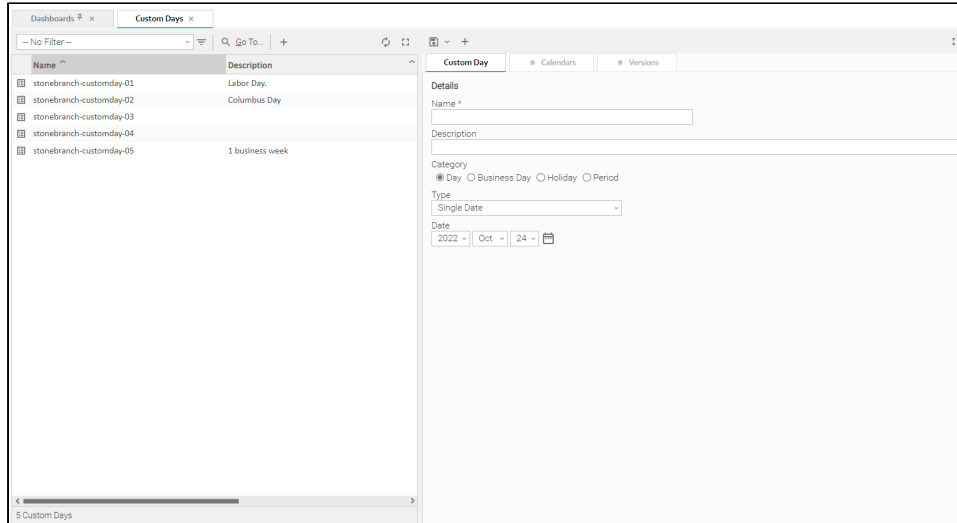 Dashboards Custom Days
-- No Filter -- Go To...
Name Description
stonebranch-customday-01 Labor Day.
stonebranch-customday-02 Columbus Day
stonebranch-customday-03
stonebranch-customday-04
stonebranch-customday-05 1 business week
5 Custom Days
Custom Day Calendars Versions
Details
Name *
Description
Category
Day Business Day Holiday Period
Type
Single Date
Date
2022 Oct 24